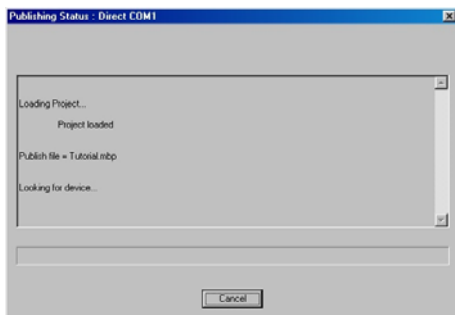 Publishing Status : Direct COM1
Loading Project...
Project loaded
Publish file = Tutorial.mbp
Looking for device...
Cancel